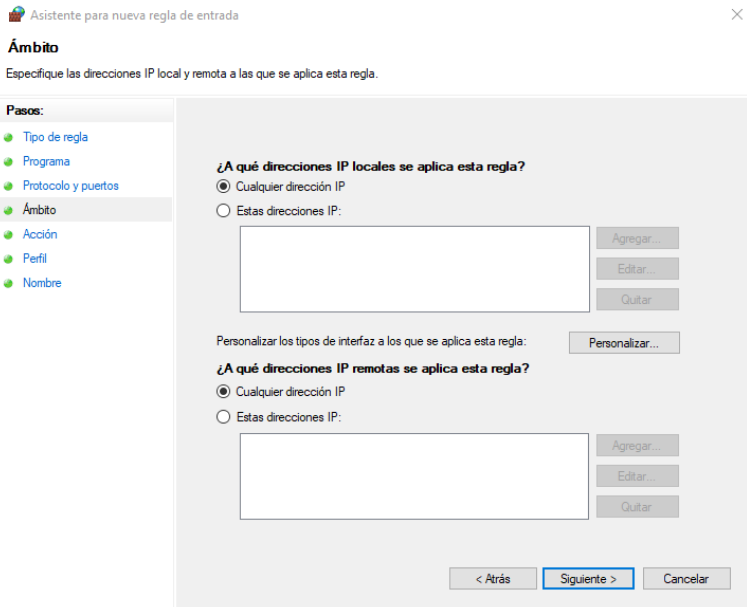 Asistente para nueva regla de entrada
Ámbito
Especifique las direcciones IP local y remota a las que se aplica esta regla.
Pasos:
Tipo de regla
Programa
Protocolo y puertos
Ámbito
Acción
Perfil
Nombre
¿A qué direcciones IP locales se aplica esta regla?
Cualquier dirección IP
Estas direcciones IP:
Agregar...
Editar...
Quitar
Personalizar los tipos de interfaz a los que se aplica esta regla:
Personalizar...
¿A qué direcciones IP remotas se aplica esta regla?
Cualquier dirección IP
Estas direcciones IP:
Agregar...
Editar...
Quitar
< Atrás
Siguiente >
Cancelar